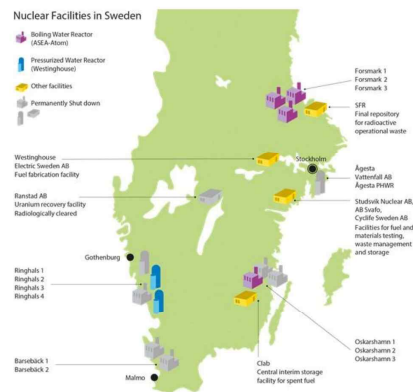 Nuclear Facilities in Sweden
Boiling Water Reactor
(ASEA-Atom)
Pressurized Water Reactor
(Westinghouse)
Other facilities
Permanently Shut down
Forsmark 1
Forsmark 2
Forsmark 3
SFR
Final repository
for radioactive
operational waste
Westinghouse
Electric Sweden AB
Fuel fabrication facility
Stockholm
Ågesta
Vattenfall AB
Ågesta PHWR
Ranstad AB
Uranium recovery facility
Radiologically cleared
Studsvik Nuclear AB,
AB Svafo,
Cyclife Sweden AB
Facilities for fuel and
materials testing,
waste management
and storage
Gothenburg
Ringhals 1
Ringhals 2
Ringhals 3
Ringhals 4
Oskarshamn 1
Oskarshamn 2
Oskarshamn 3
Barsebäck 1
Barsebäck 2
Clab
Central interim storage
facility for spent fuel
Malmo